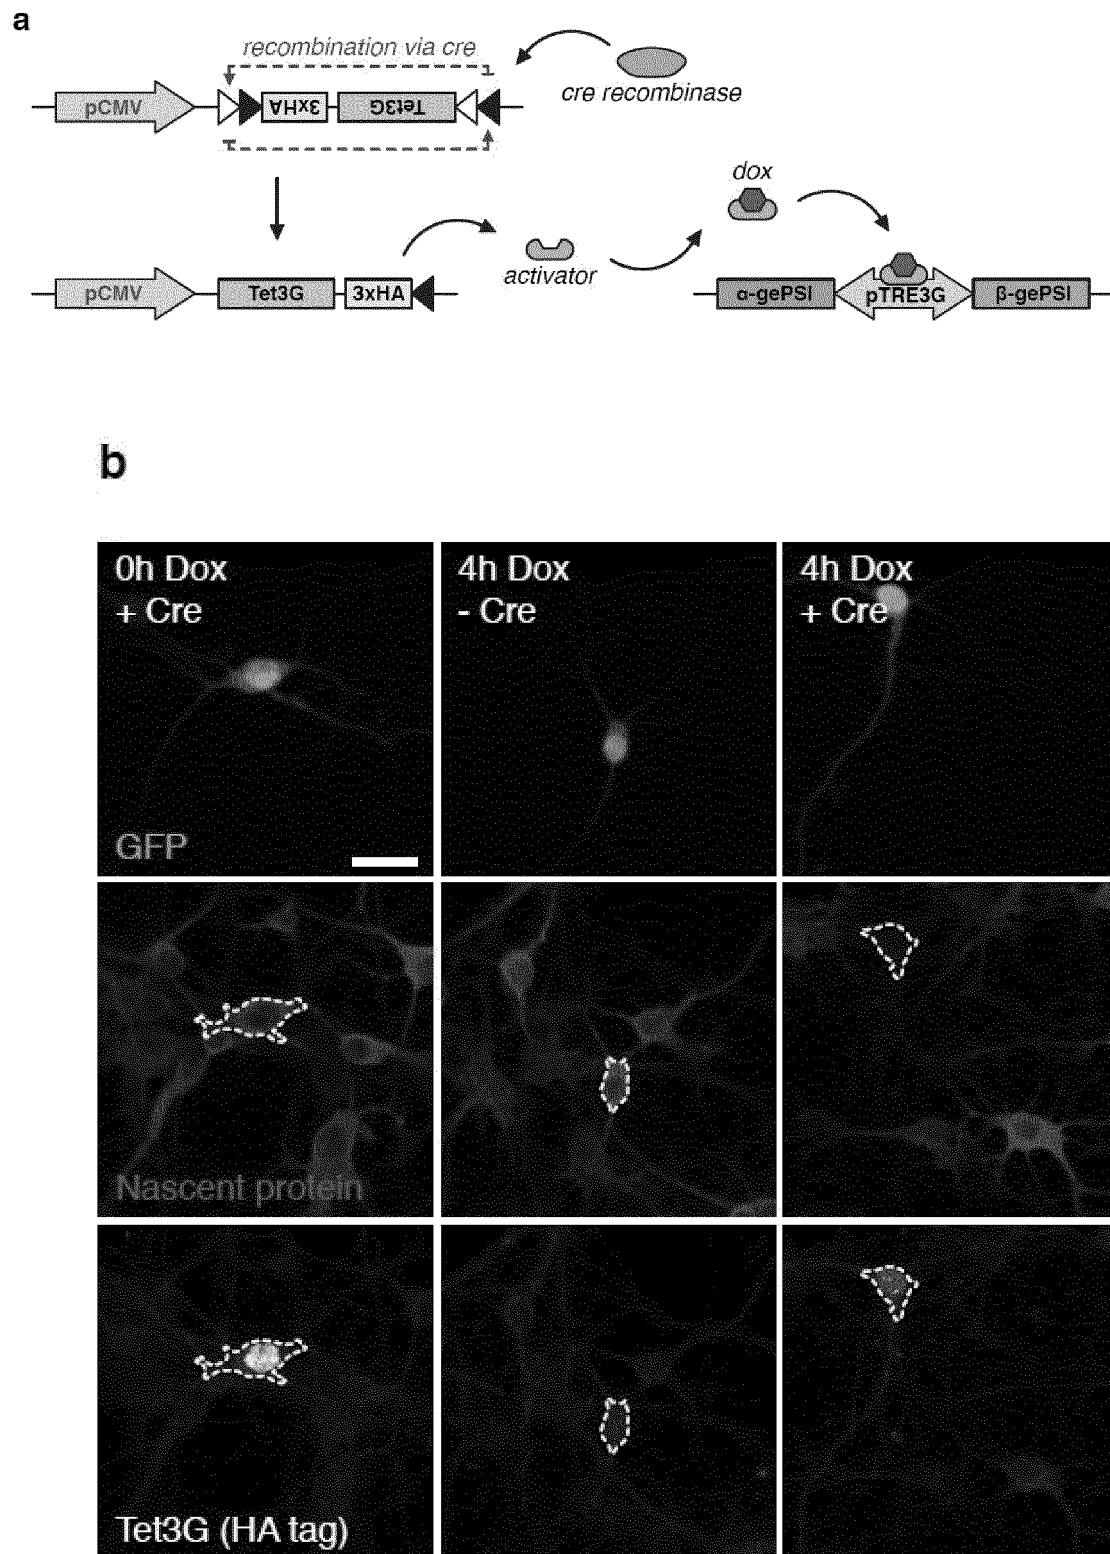 a
recombination via cre
cre recombinase
pCMV
3xHA
Tet3G
dox
activator
pCMV
Tet3G
3xHA
α-gePSI
pTRE3G
β-gePSI
b
0h Dox
+ Cre
4h Dox
- Cre
4h Dox
+ Cre
GFP
Nascent protein
Tet3G (HA tag)